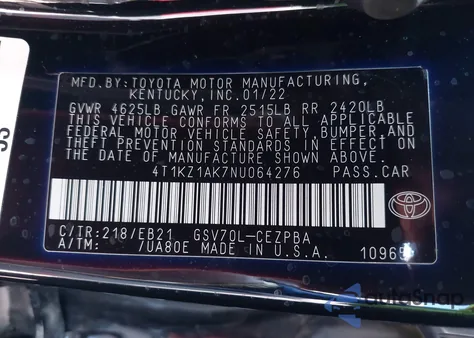 MFD.BY:TOYOTA MOTOR MANUFACTURING,
KENTUCKY,INC.01/22
GVWR 4625LB GAWR FR 2515LB RR 2420LB
THIS VEHICLE CONFORMS TO ALL APPLICABLE
FEDERAL MOTOR VEHICLE SAFETY,BUMPER,AND
THEFT PREVENTION STANDARDS IN EFFECT ON
THE DATE OF MANUFACTURE SHOWN ABOVE.
4T1KZ1AK7NU064276 PASS.CAR
C/TR:218/EB21 GSV70L-CEZPBA
A/TM: /UA80E MADE IN U.S.A.
autoSnap